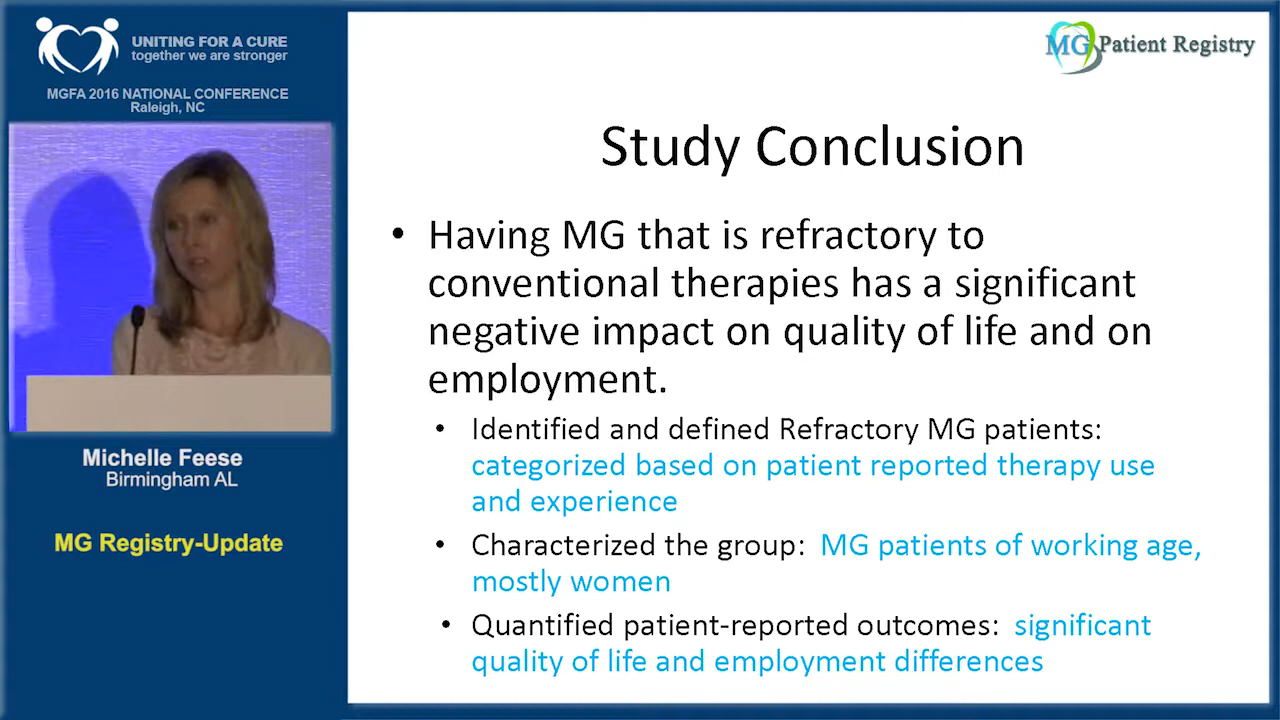 UNITING FOR A CURE
together we are stronger
MGFA 2016 NATIONAL CONFERENCE
Raleigh, NC
Michelle Feese
Birmingham AL
MG Registry-Update
MG Patient Registry
Study Conclusion
• Having MG that is refractory to
conventional therapies has a significant
negative impact on quality of life and on
employment.
• Identified and defined Refractory MG patients:
categorized based on patient reported therapy use
and experience
• Characterized the group: MG patients of working age,
mostly women
• Quantified patient-reported outcomes: significant
quality of life and employment differences